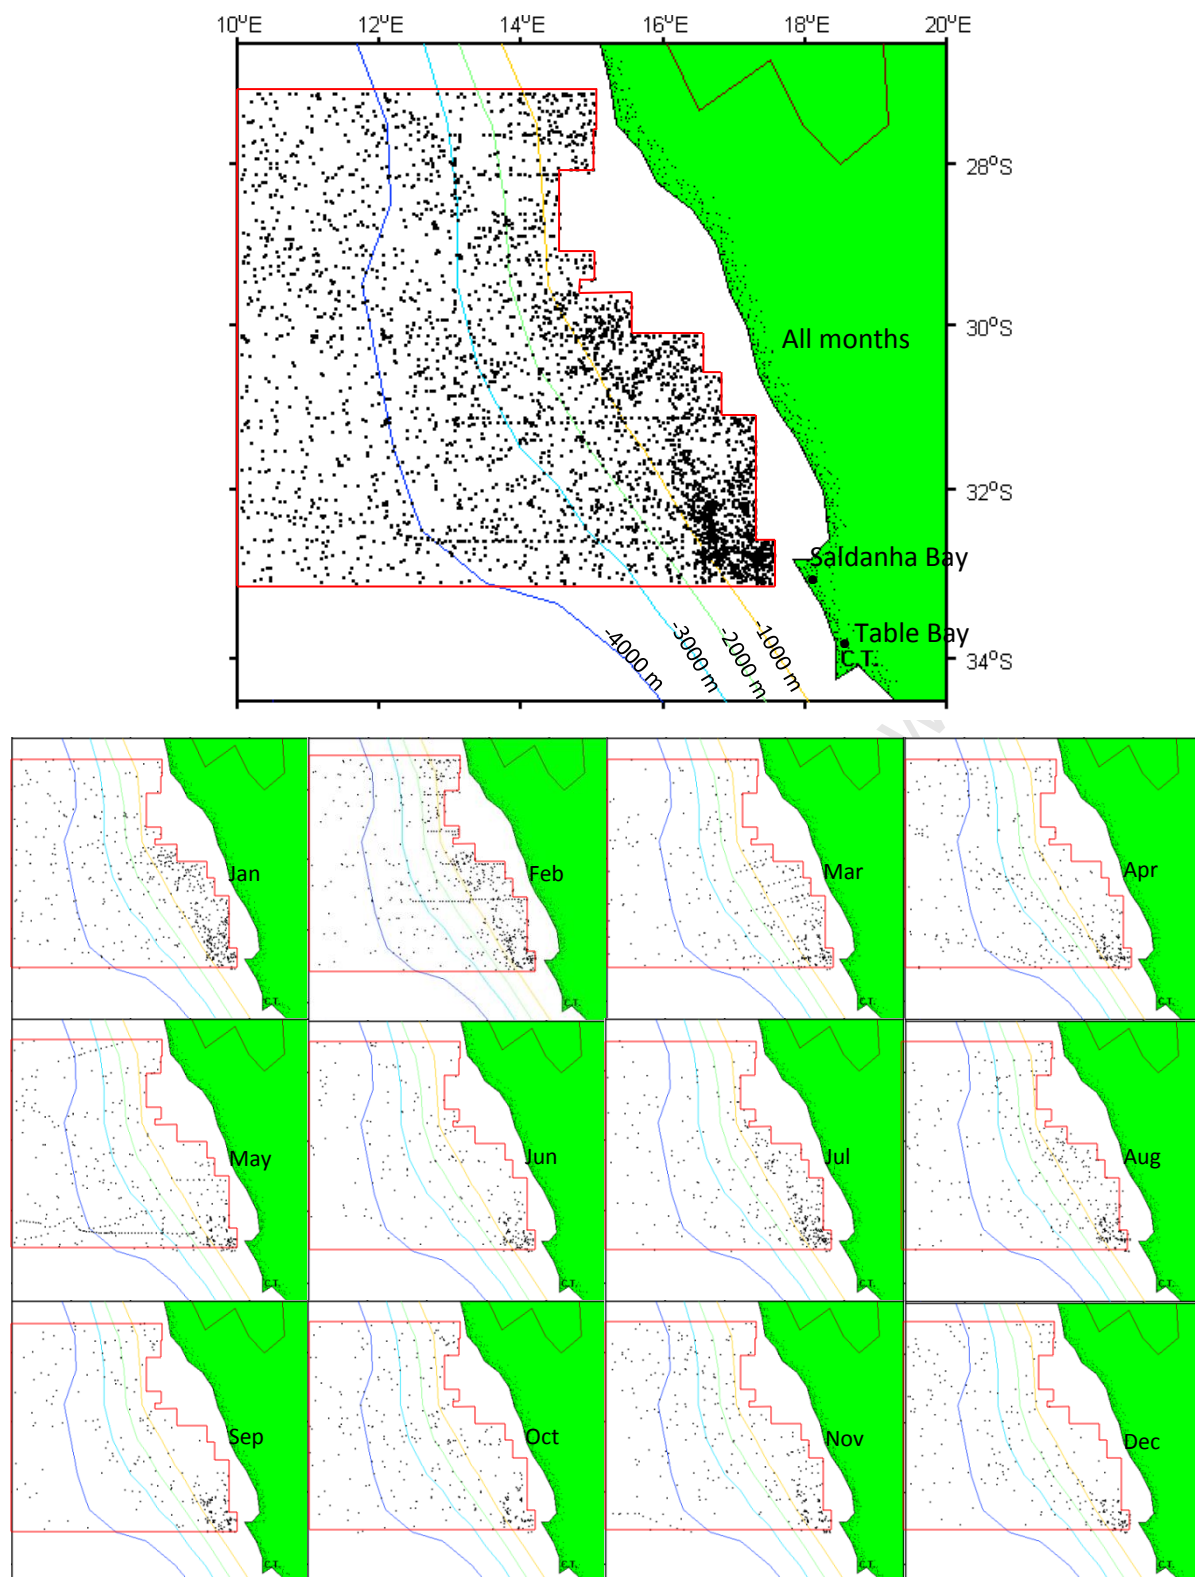 10°E 12°E 14°E 16°E 18°E 20°E
28°S
All months
30°S
32°S
Saldanha Bay
Table Bay
C.T.
34°S
-4000 m -3000 m -2000 m -1000 m
Jan Feb Mar Apr
C.T. C.T. C.T. C.T.
May Jun Jul Aug
C.T. C.T. C.T. C.T.
Sep Oct Nov Dec
C.T. C.T. C.T. C.T.